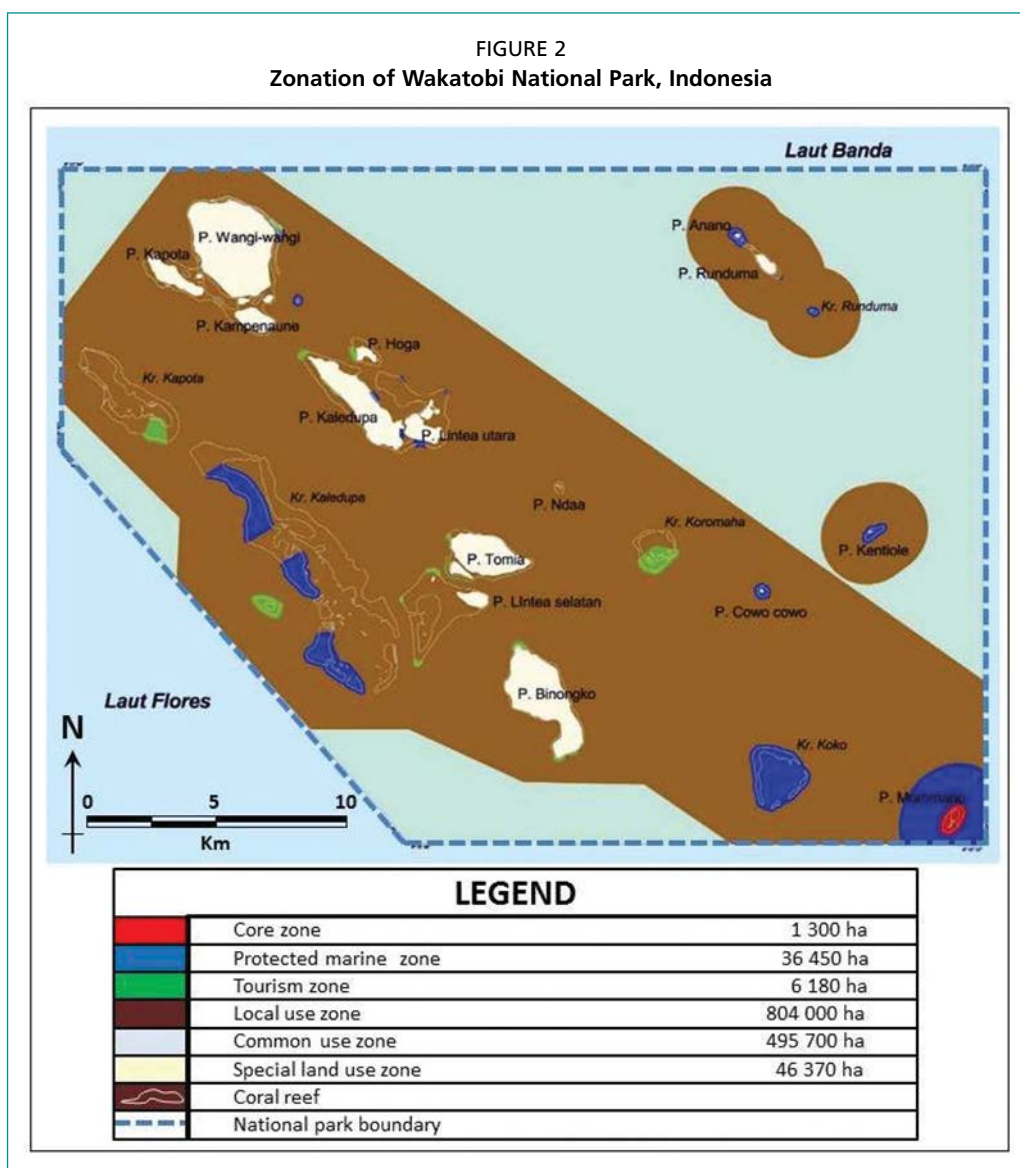 FIGURE 2
Zonation of Wakatobi National Park, Indonesia
Laut Banda
P. Wangi-wangi
P. Anano
P. Kapota
P. Runduma
Kr. Runduma
P. Kampenaune
P. Hoga
Kr. Kapota
P. Kaledupa
P. Lintea utara
Kr. Kaledupa
P. Ndaa
Kr. Koromaha
P. Kentiole
P. Tomia
P. LIntea selatan
P. Cowo cowo
P. Binongko
Laut Flores
Kr. Koko
N
0 5 10
Km
LEGEND
Core zone 1 300 ha
Protected marine zone 36 450 ha
Tourism zone 6 180 ha
Local use zone 804 000 ha
Common use zone 495 700 ha
Special land use zone 46 370 ha
Coral reef
National park boundary